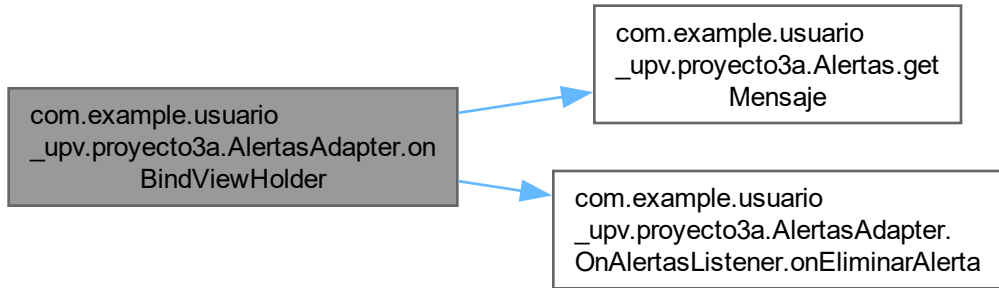 com.example.usuario
_upv.proyecto3a.AlertasAdapter.on
BindViewHolder
com.example.usuario
_upv.proyecto3a.Alertas.get
Mensaje
com.example.usuario
_upv.proyecto3a.AlertasAdapter.
OnAlertasListener.onEliminarAlerta